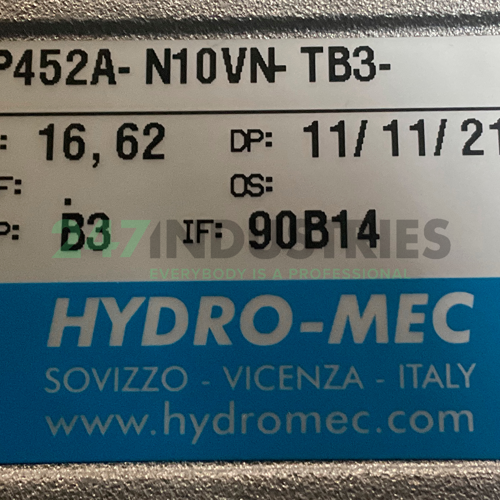 P452A- N10VN- TB3-
: 16,62 DP: 11/11/21
F: OS:
P: B3 IF: 90B14
247INDUSTRIES
EVERYBODY IS A PROFESSIONAL
HYDRO-MEC
SOVIZZO - VICENZA - ITALY
www.hydromec.com